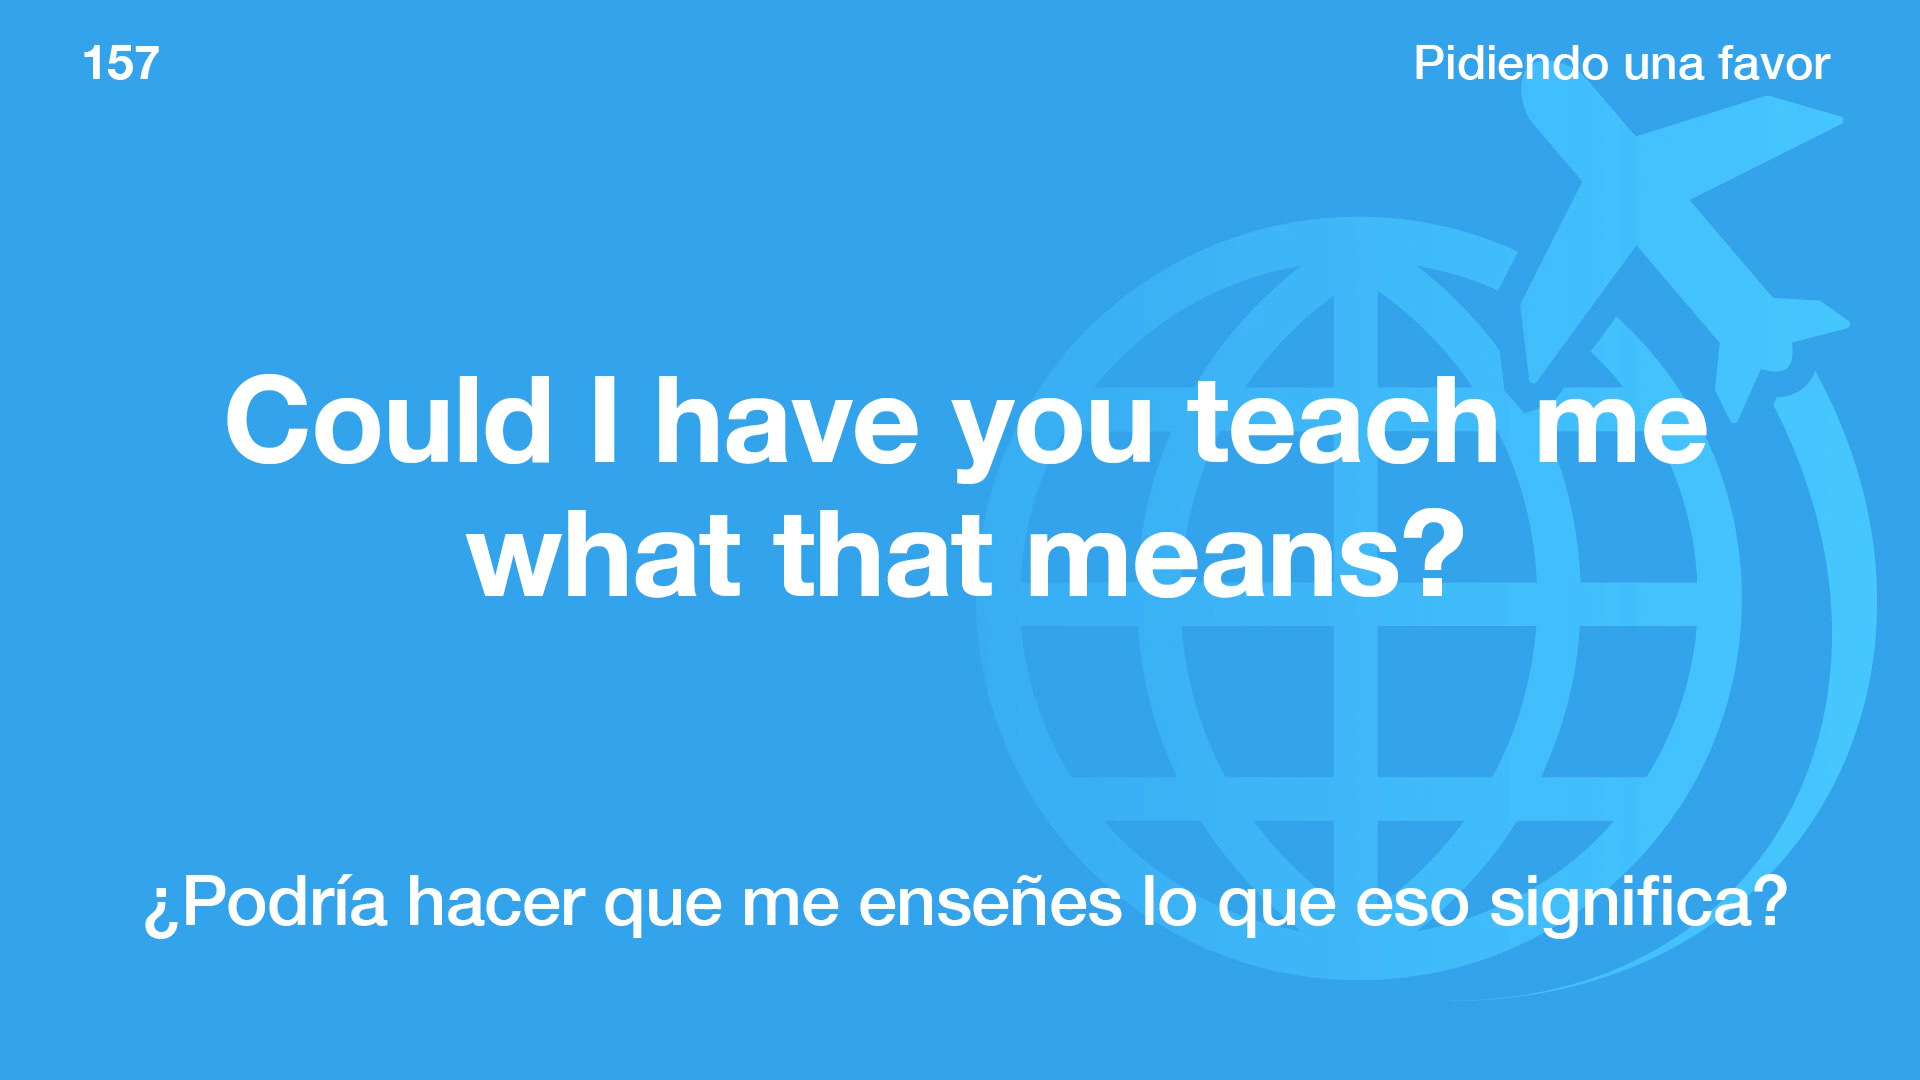 157
Pidiendo una favor
Could I have you teach me
what that means?
¿Podría hacer que me enseñes lo que eso significa?